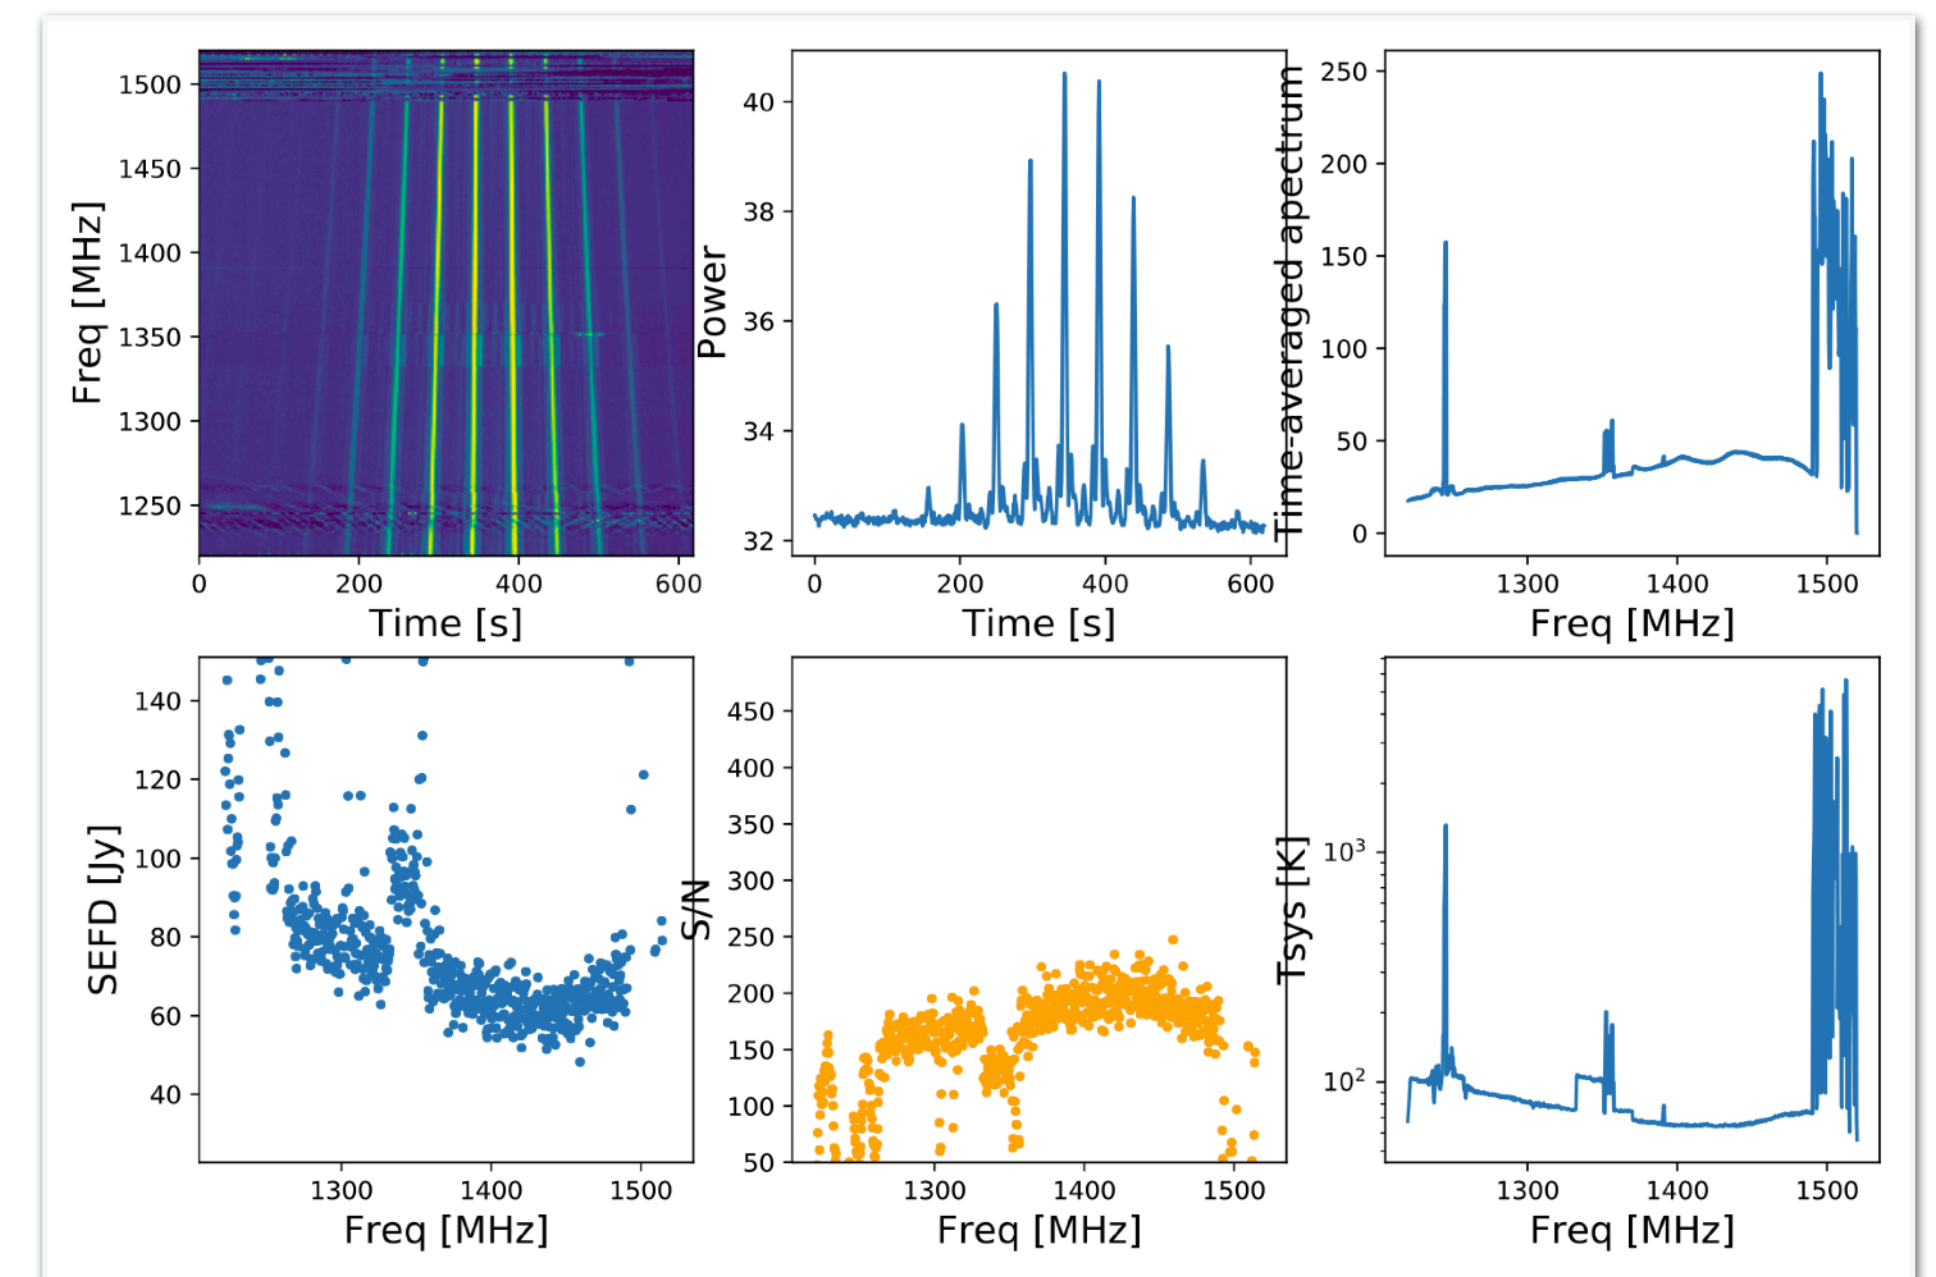 1500
1450
1400
1350
1300
1250
Freq [MHz]
0 200 400 600
Time [s]
40
38
36
34
32
Power
0 200 400 600
Time [s]
250
200
150
100
50
0
Time-averaged apectrum
1300 1400 1500
Freq [MHz]
140
120
100
80
60
40
SEFD [Jy]
1300 1400 1500
Freq [MHz]
450
400
350
300
250
200
150
100
50
S/N
1300 1400 1500
Freq [MHz]
10³
10²
Tsys [K]
1300 1400 1500
Freq [MHz]